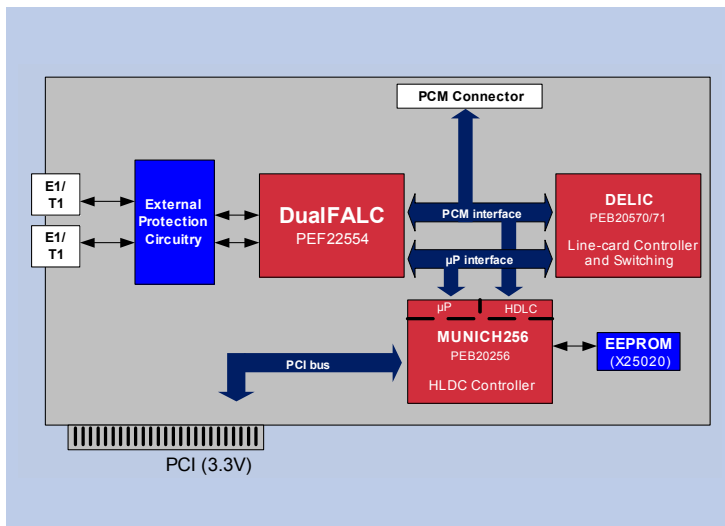 PCM Connector
E1/
T1
E1/
T1
External
Protection
Circuitry
DualFALC
PEF22554
PCM interface
µP interface
DELIC
PEB20570/71
Line-card Controller
and Switching
µP
HDLC
MUNICH256
PEB20256
HLDC Controller
EEPROM
(X25020)
PCI bus
PCI (3.3V)